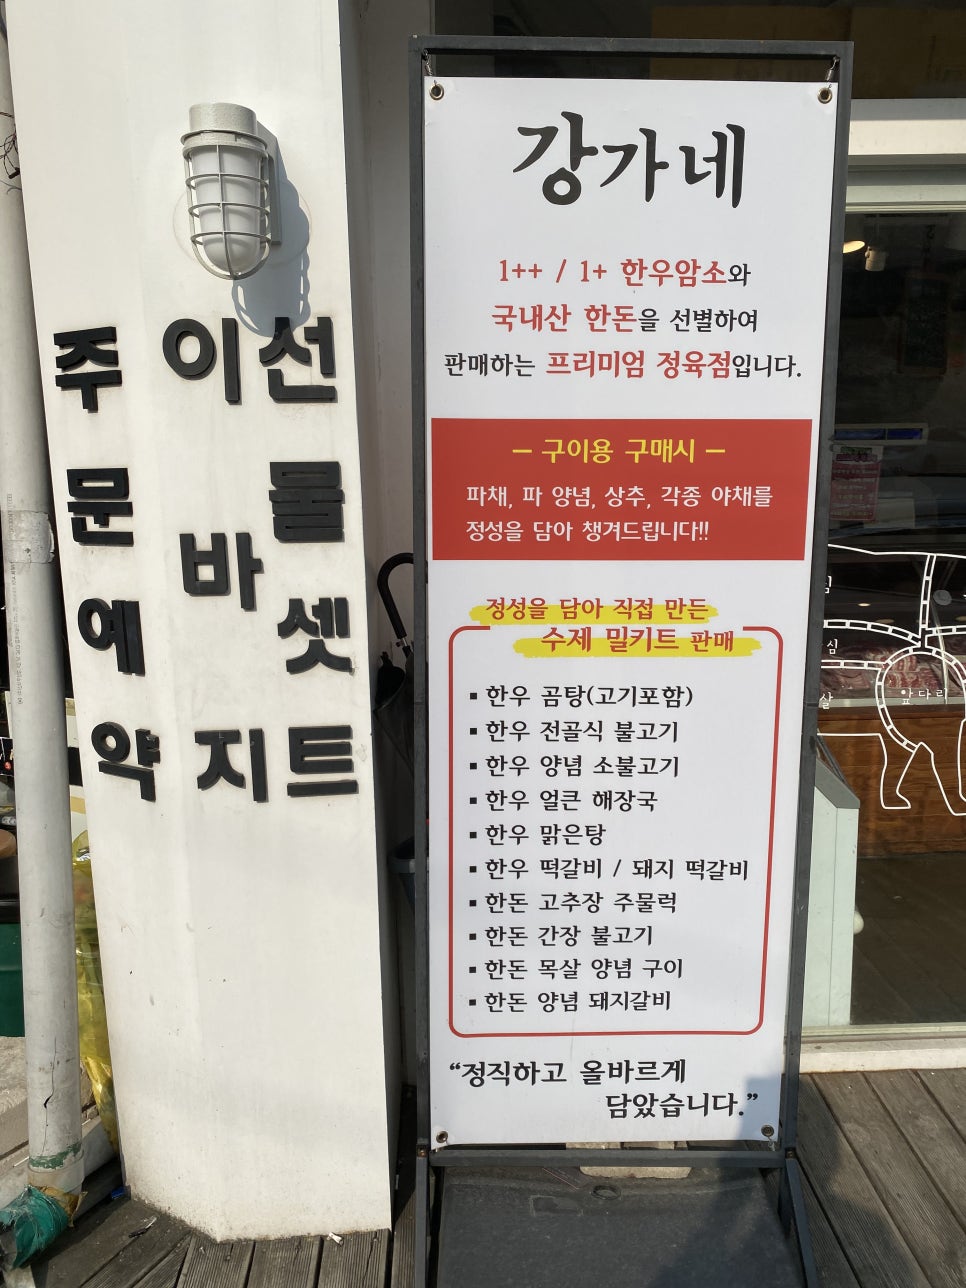 주문예약
이바지
선물셋트
강가네
1++ / 1+ 한우암소와
국내산 한돈을 선별하여
판매하는 프리미엄 정육점입니다.
– 구이용 구매시 –
파채, 파 양념, 상추, 각종 야채를
정성을 담아 챙겨드립니다!!
정성을 담아 직접 만든
수제 밀키트 판매
▪ 한우 곰탕(고기포함)
▪ 한우 전골식 불고기
▪ 한우 양념 소불고기
▪ 한우 얼큰 해장국
▪ 한우 맑은탕
▪ 한우 떡갈비 / 돼지 떡갈비
▪ 한돈 고추장 주물럭
▪ 한돈 간장 불고기
▪ 한돈 목살 양념 구이
▪ 한돈 양념 돼지갈비
“정직하고 올바르게
담았습니다.”
심
살
앞다리